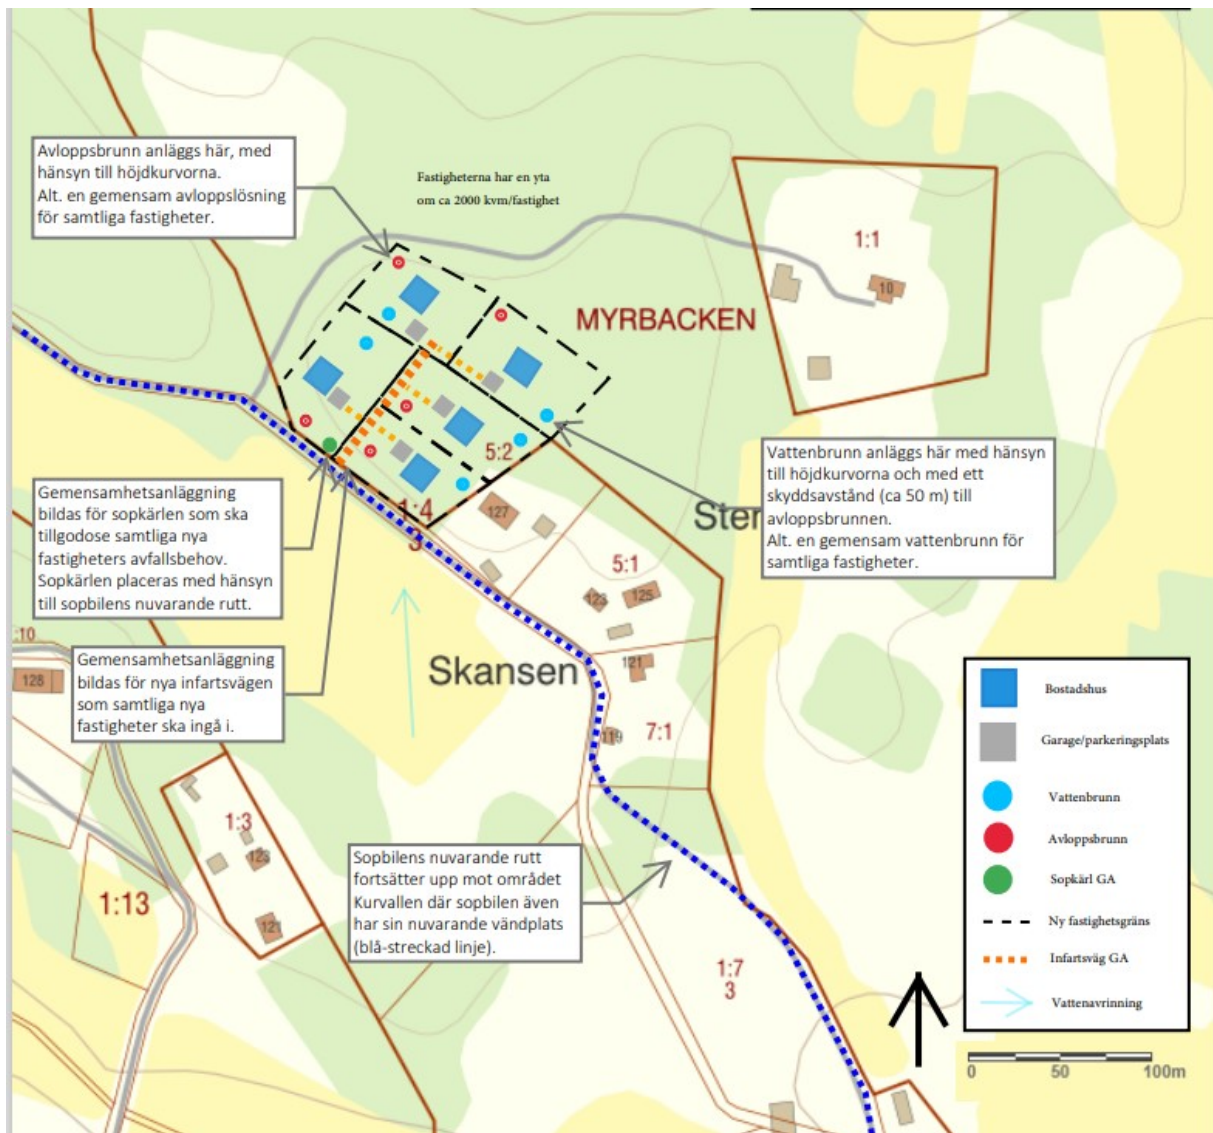 Avloppsbrunn anläggs här, med
hänsyn till höjdkurvorna.
Alt. en gemensam avloppslösning
för samtliga fastigheter.
Fastigheterna har en yta
om ca 2000 kvm/fastighet
1:1
10
MYRBACKEN
5:2
Vattenbrunn anläggs här med hänsyn
till höjdkurvorna och med ett
skyddsavstånd (ca 50 m) till
avloppsbrunnen.
Alt. en gemensam vattenbrunn för
samtliga fastigheter.
Gemensamhetsanläggning
bildas för sopkärlen som ska
tillgodose samtliga nya
fastigheters avfallsbehov.
Sopkärlen placeras med hänsyn
till sopbilens nuvarande rutt.
1:4
3
127
5:1
123
125
:10
128
Gemensamhetsanläggning
bildas för nya infartsvägen
som samtliga nya
fastigheter ska ingå i.
Skansen
121
119
7:1
1:3
123
121
1:13
Sopbilens nuvarande rutt
fortsätter upp mot området
Kurvallen där sopbilen även
har sin nuvarande vändplats
(blå-streckad linje).
1:7
3
Bostadshus
Garage/parkeringsplats
Vattenbrunn
Avloppsbrunn
Sopkärl GA
Ny fastighetsgräns
Infartsväg GA
Vattenavrinning
0 50 100m